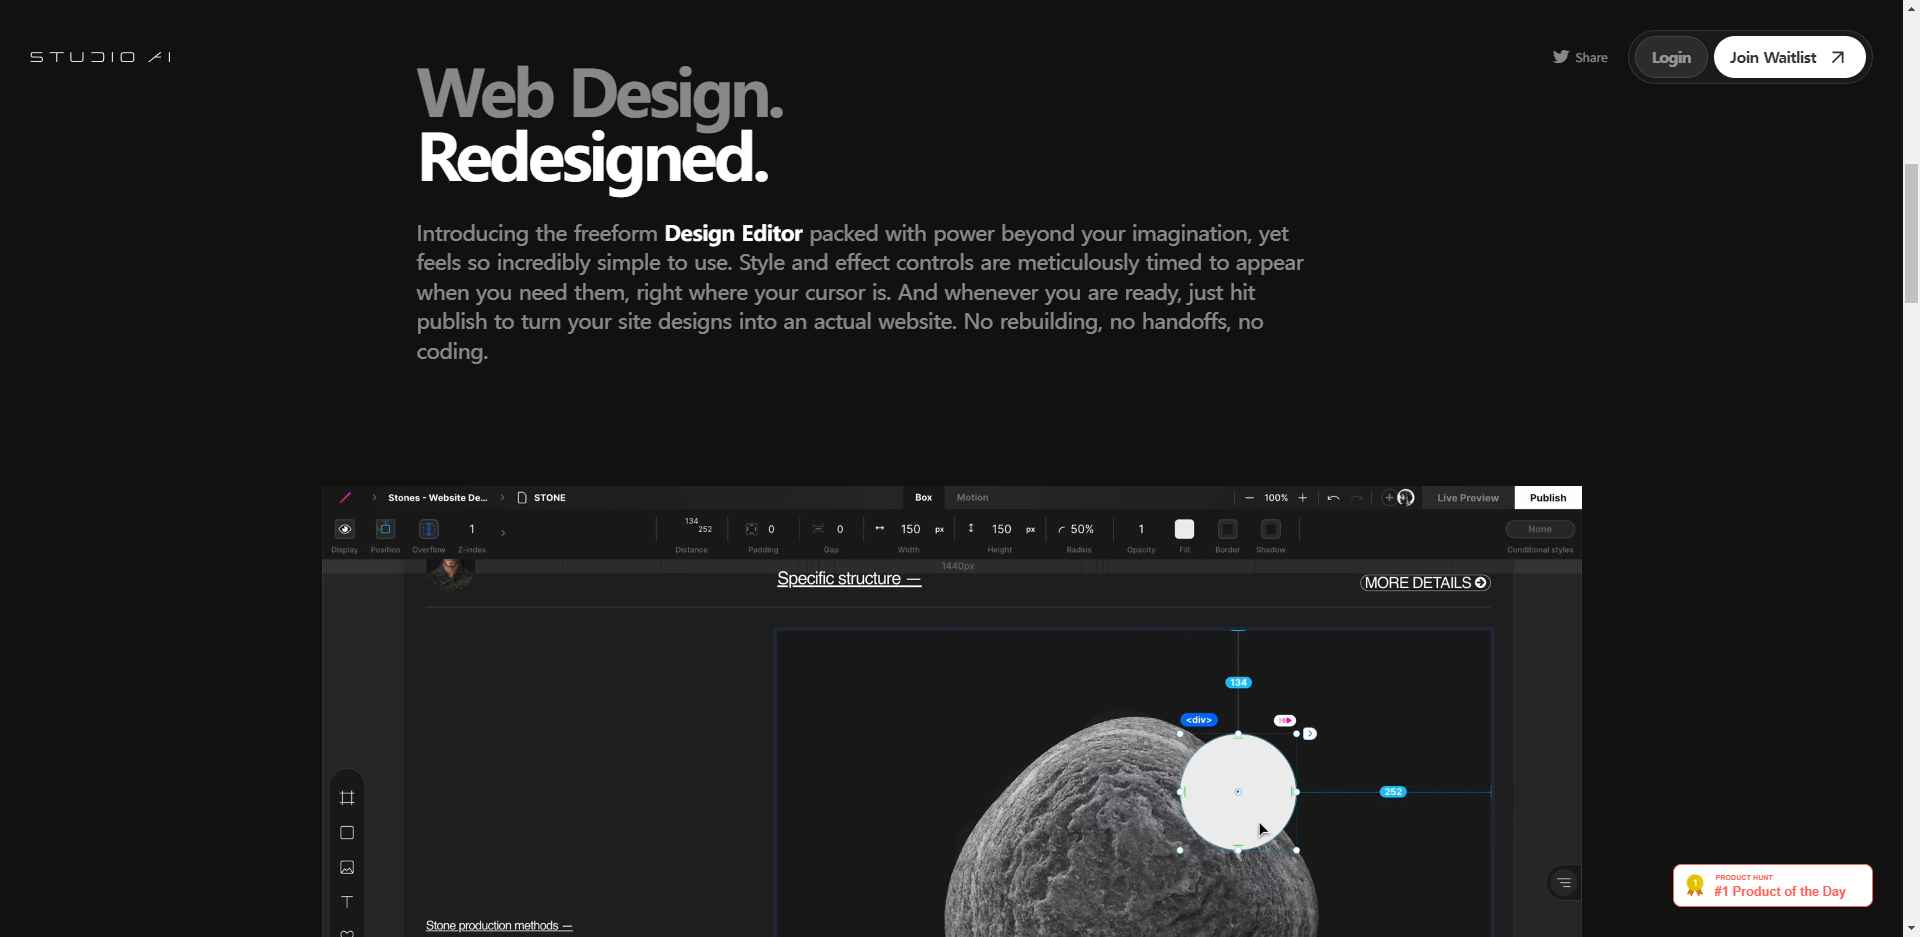 STUDIO AI
Share
Login
Join Waitlist
Web Design.
Redesigned.
Introducing the freeform Design Editor packed with power beyond your imagination, yet
feels so incredibly simple to use. Style and effect controls are meticulously timed to appear
when you need them, right where your cursor is. And whenever you are ready, just hit
publish to turn your site designs into an actual website. No rebuilding, no handoffs, no
coding.
Stones - Website De...
STONE
Box
Motion
100%
Live Preview
Publish
1
134
252
0
0
150 px
150 px
50%
1
None
Display
Position
Overflow
Z-index
Distance
Padding
Gap
Width
Height
Radius
Opacity
Fill
Border
Shadow
Conditional styles
1440px
Specific structure —
MORE DETAILS
134
<div>
252
Stone production methods —
1
PRODUCT HUNT
#1 Product of the Day